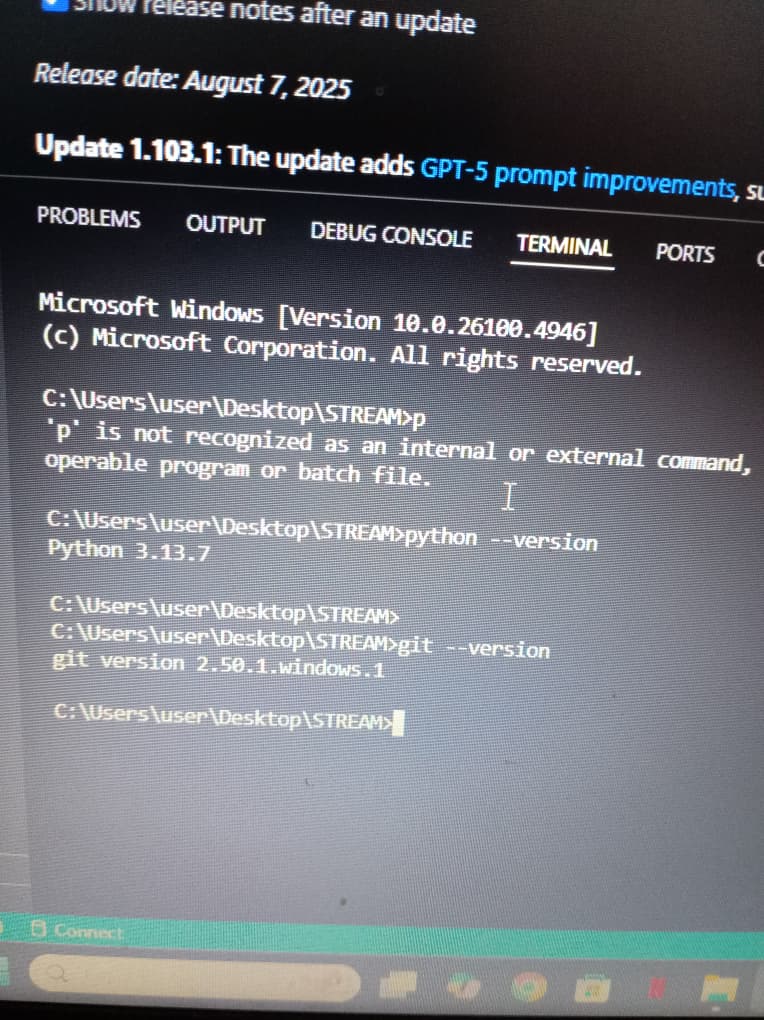 Show release notes after an update
Release date: August 7, 2025
Update 1.103.1: The update adds GPT-5 prompt improvements,
PROBLEMS OUTPUT DEBUG CONSOLE TERMINAL PORTS
Microsoft Windows [Version 10.0.26100.4946]
(c) Microsoft Corporation. All rights reserved.
C:\Users\user\Desktop\STREAM>p
'p' is not recognized as an internal or external command,
operable program or batch file.
C:\Users\user\Desktop\STREAM>python --version
Python 3.13.7
C:\Users\user\Desktop\STREAM>
C:\Users\user\Desktop\STREAM>git --version
git version 2.50.1.windows.1
C:\Users\user\Desktop\STREAM>
Connect